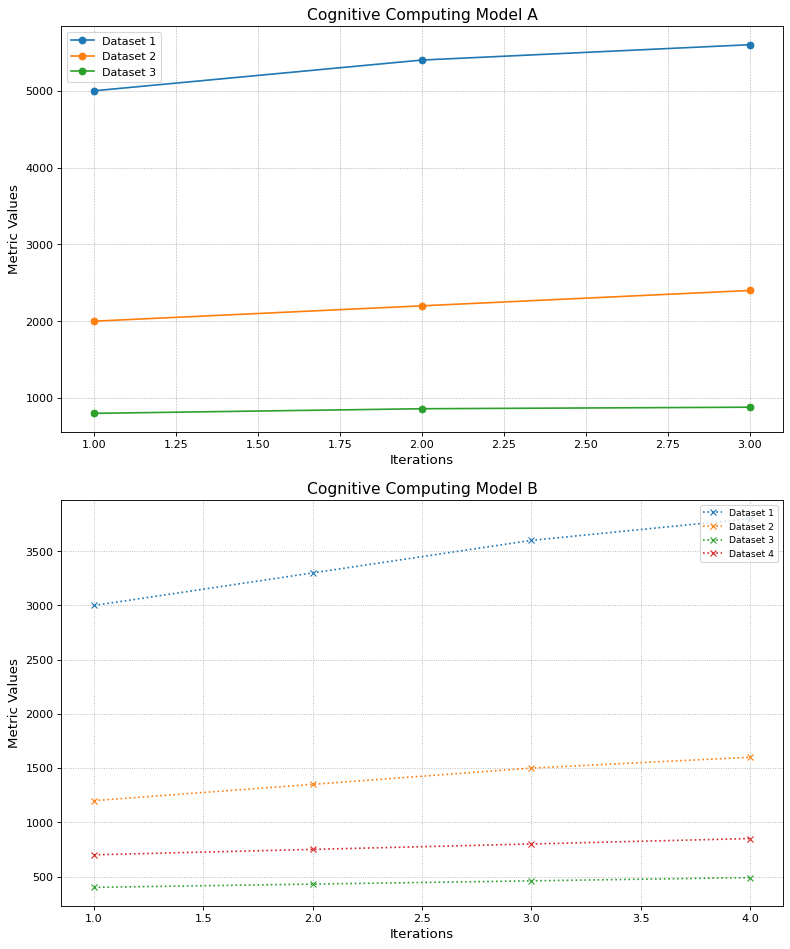 Cognitive Computing Model A
Dataset 1
Dataset 2
Dataset 3
5000
4000
3000
2000
1000
Metric Values
1.00 1.25 1.50 1.75 2.00 2.25 2.50 2.75 3.00
Iterations
Cognitive Computing Model B
Dataset 1
Dataset 2
Dataset 3
Dataset 4
3500
3000
2500
2000
1500
1000
500
Metric Values
1.0 1.5 2.0 2.5 3.0 3.5 4.0
Iterations